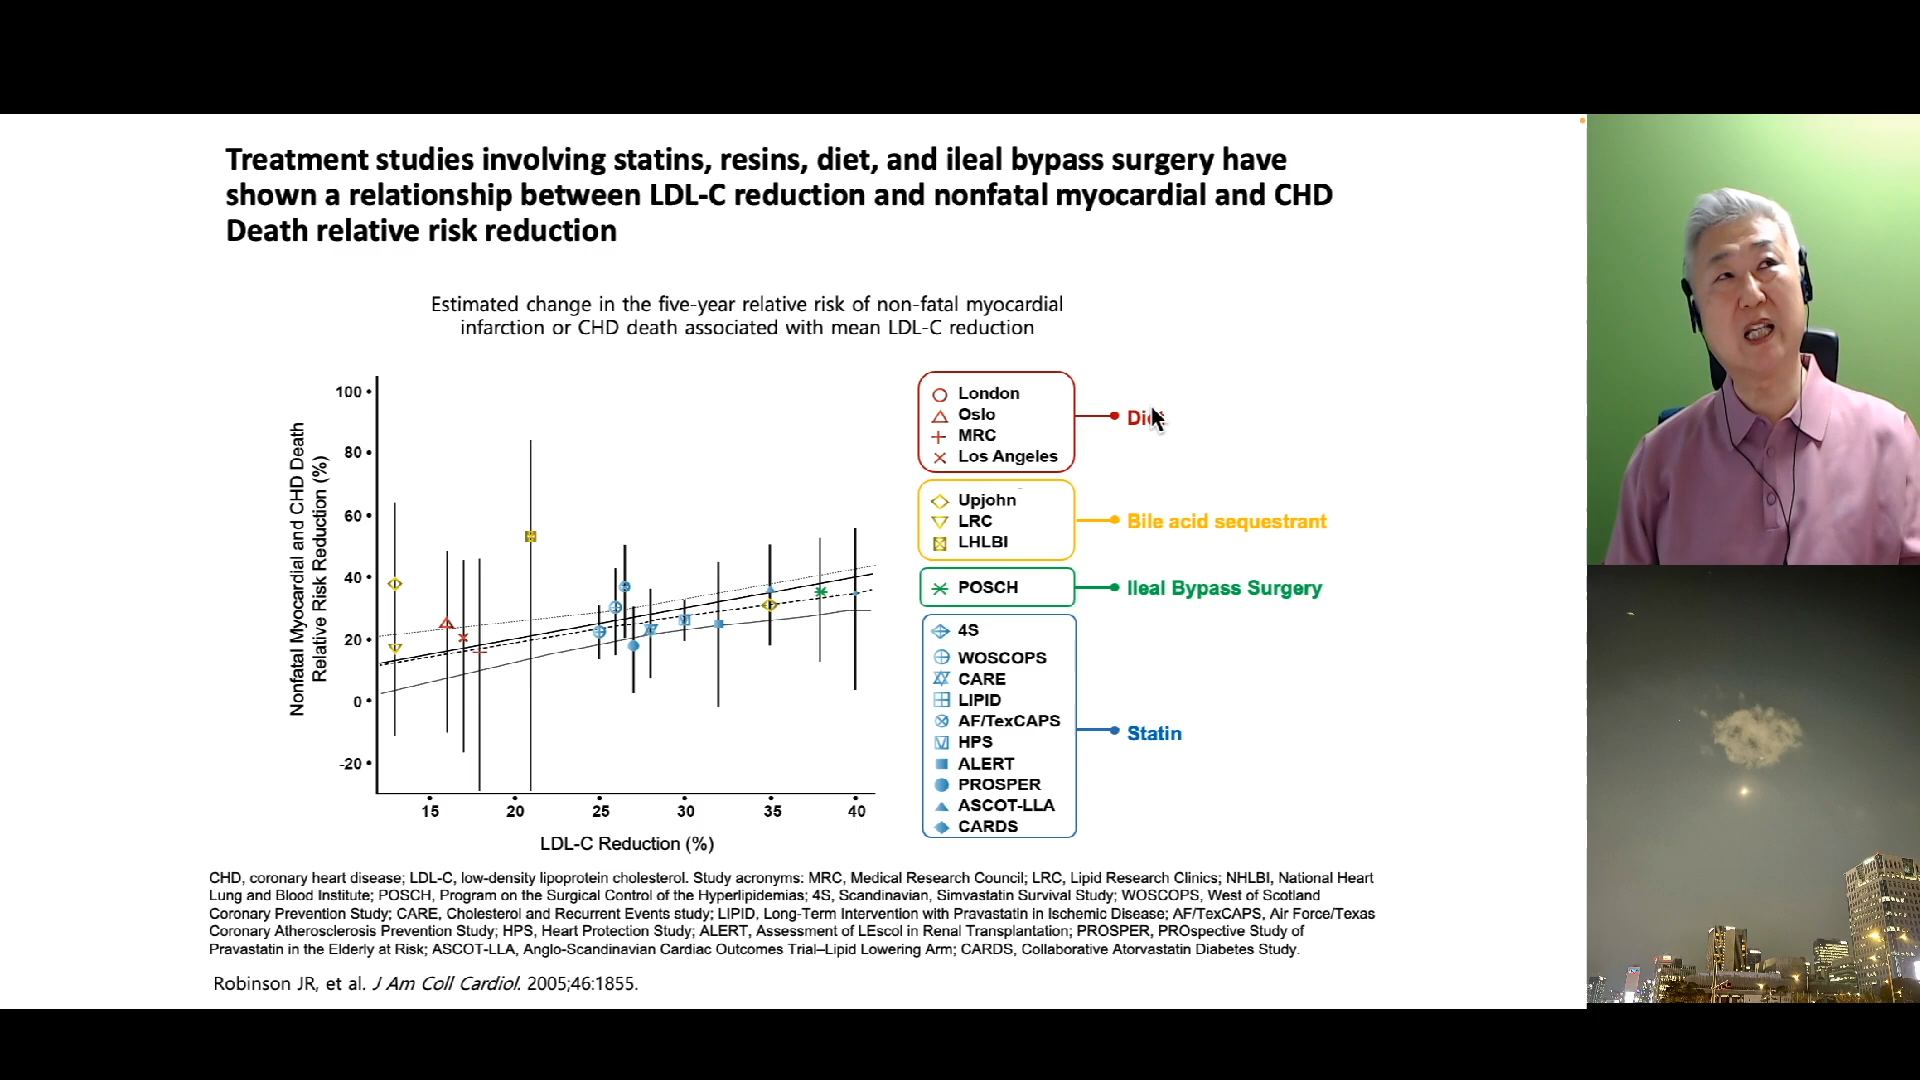 Treatment studies involving statins, resins, diet, and ileal bypass surgery have
shown a relationship between LDL-C reduction and nonfatal myocardial and CHD
Death relative risk reduction
Estimated change in the five-year relative risk of non-fatal myocardial
infarction or CHD death associated with mean LDL-C reduction
Nonfatal Myocardial and CHD Death
Relative Risk Reduction (%)
100
80
60
40
20
0
-20
15 20 25 30 35 40
LDL-C Reduction (%)
London
Oslo
MRC
Los Angeles
Upjohn
LRC
LHLBI
Bile acid sequestrant
POSCH
Ileal Bypass Surgery
4S
WOSCOPS
CARE
LIPID
AF/TexCAPS
HPS
ALERT
PROSPER
ASCOT-LLA
CARDS
Statin
CHD, coronary heart disease; LDL-C, low-density lipoprotein cholesterol. Study acronyms: MRC, Medical Research Council; LRC, Lipid Research Clinics; NHLBI, National Heart
Lung and Blood Institute; POSCH, Program on the Surgical Control of the Hyperlipidemias; 4S, Scandinavian, Simvastatin Survival Study; WOSCOPS, West of Scotland
Coronary Prevention Study; CARE, Cholesterol and Recurrent Events study; LIPID, Long-Term Intervention with Pravastatin in Ischemic Disease; AF/TexCAPS, Air Force/Texas
Coronary Atherosclerosis Prevention Study; HPS, Heart Protection Study; ALERT, Assessment of LEscol in Renal Transplantation; PROSPER, PROspective Study of
Pravastatin in the Elderly at Risk; ASCOT-LLA, Anglo-Scandinavian Cardiac Outcomes Trial–Lipid Lowering Arm; CARDS, Collaborative Atorvastatin Diabetes Study.
Robinson JR, et al. J Am Coll Cardiol. 2005;46:1855.